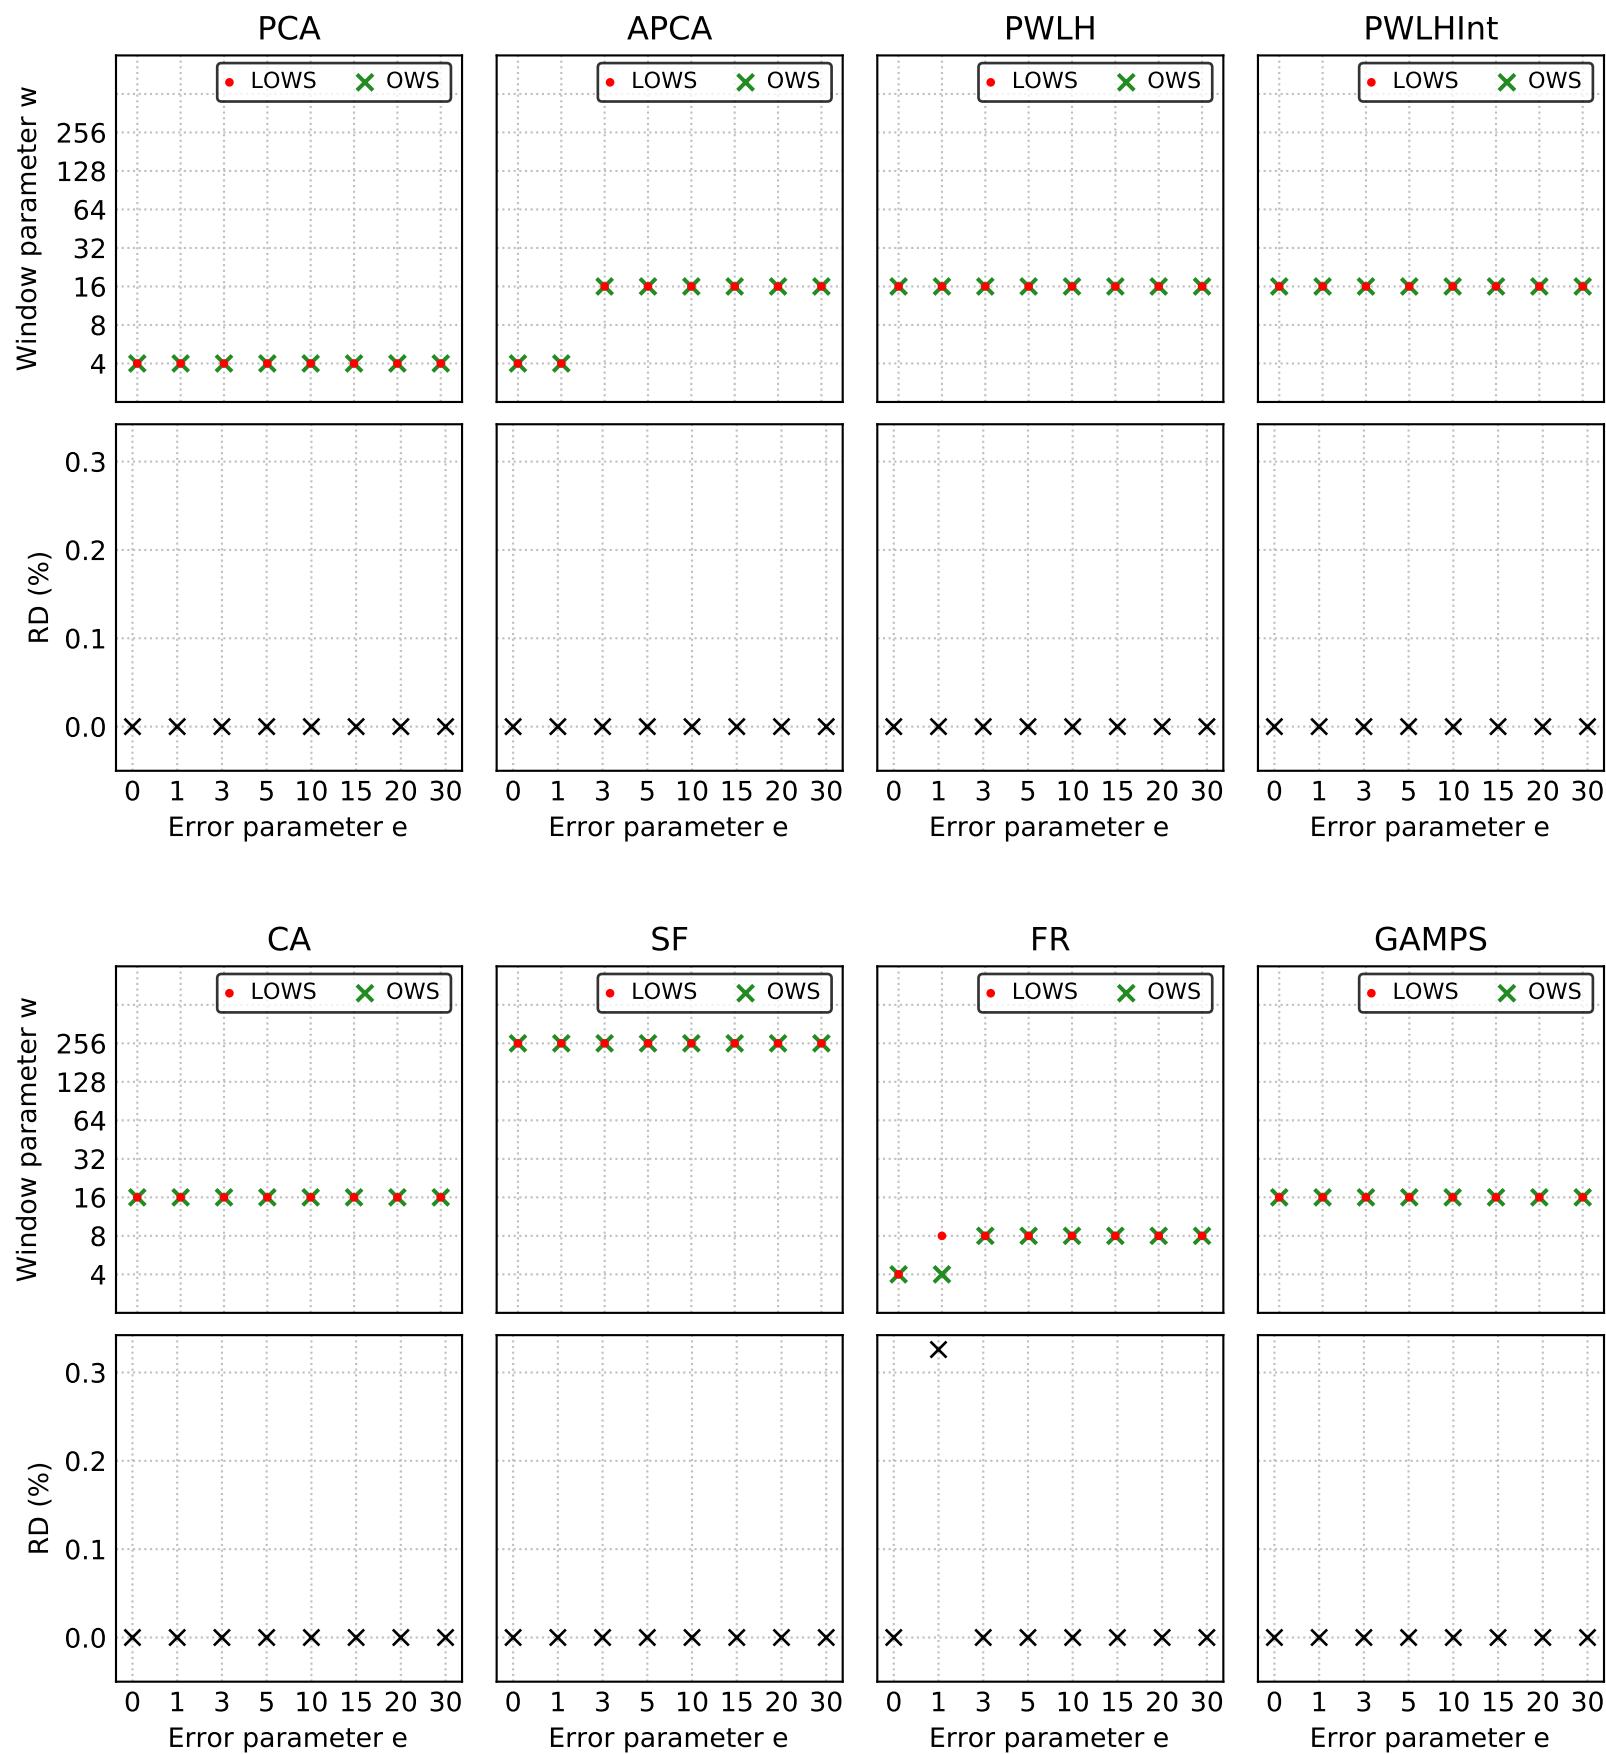 PCA APCA PWLH PWLHInt
LOWS OWS LOWS OWS LOWS OWS LOWS OWS
Window parameter w
256
128
64
32
16
8
4
RD (%)
0.3
0.2
0.1
0.0
0 1 3 5 10 15 20 30 0 1 3 5 10 15 20 30 0 1 3 5 10 15 20 30 0 1 3 5 10 15 20 30
Error parameter e Error parameter e Error parameter e Error parameter e
CA SF FR GAMPS
LOWS OWS LOWS OWS LOWS OWS LOWS OWS
Window parameter w
256
128
64
32
16
8
4
RD (%)
0.3
0.2
0.1
0.0
0 1 3 5 10 15 20 30 0 1 3 5 10 15 20 30 0 1 3 5 10 15 20 30 0 1 3 5 10 15 20 30
Error parameter e Error parameter e Error parameter e Error parameter e